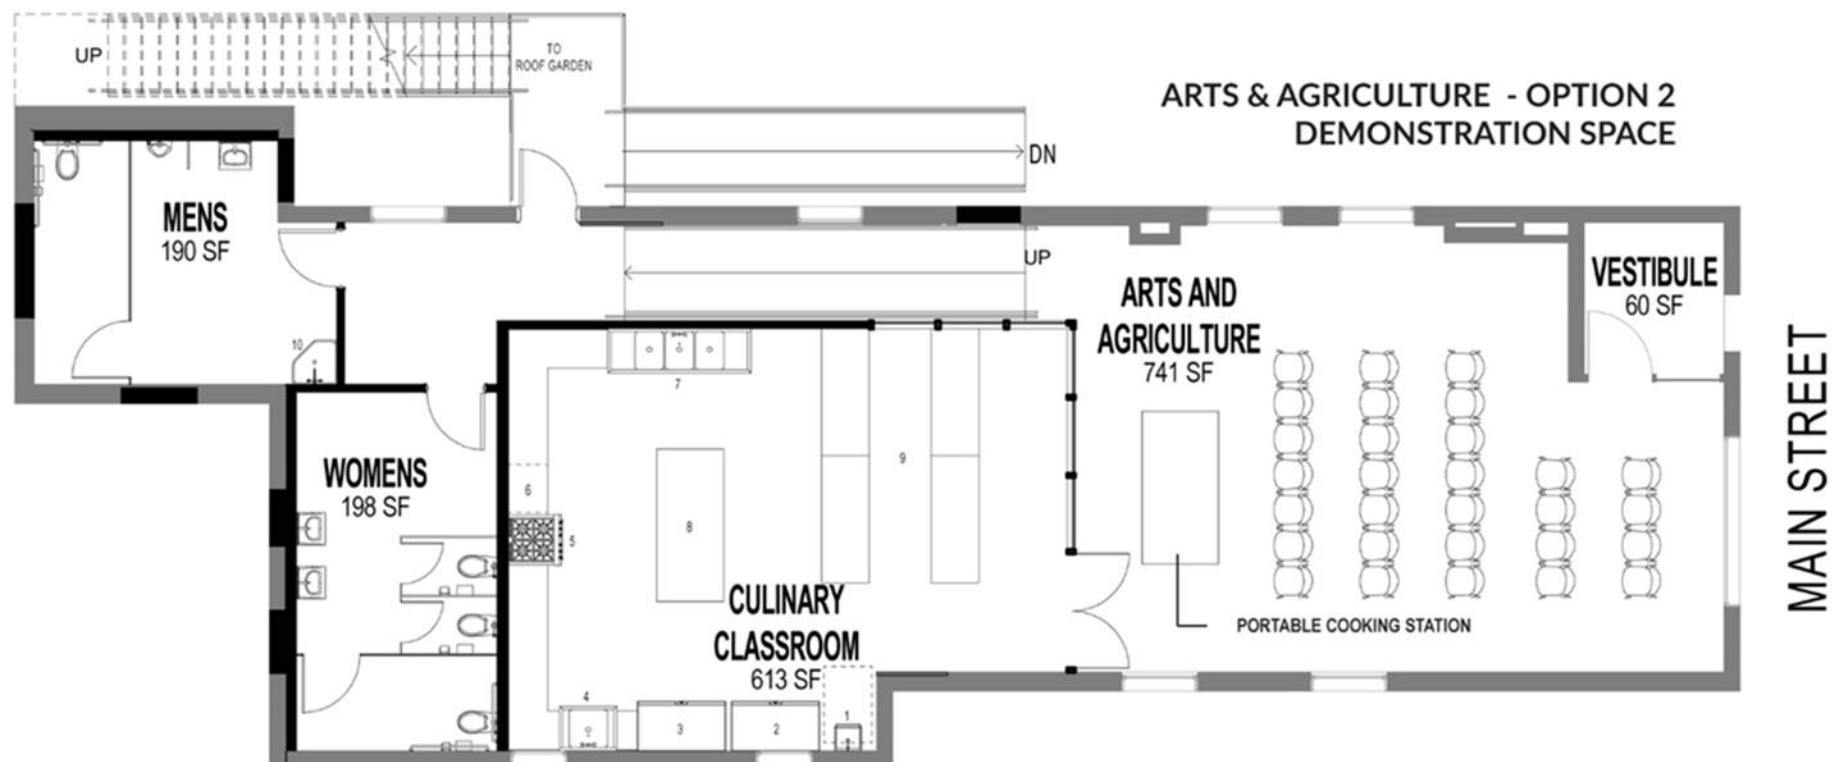 UP
TO
ROOF GARDEN
ARTS & AGRICULTURE - OPTION 2
DEMONSTRATION SPACE
DN
MENS
190 SF
UP
VESTIBULE
60 SF
ARTS AND
AGRICULTURE
741 SF
10
7
MAIN STREET
WOMENS
198 SF
9
6
8
5
CULINARY
CLASSROOM
613 SF
PORTABLE COOKING STATION
4
3
2
1